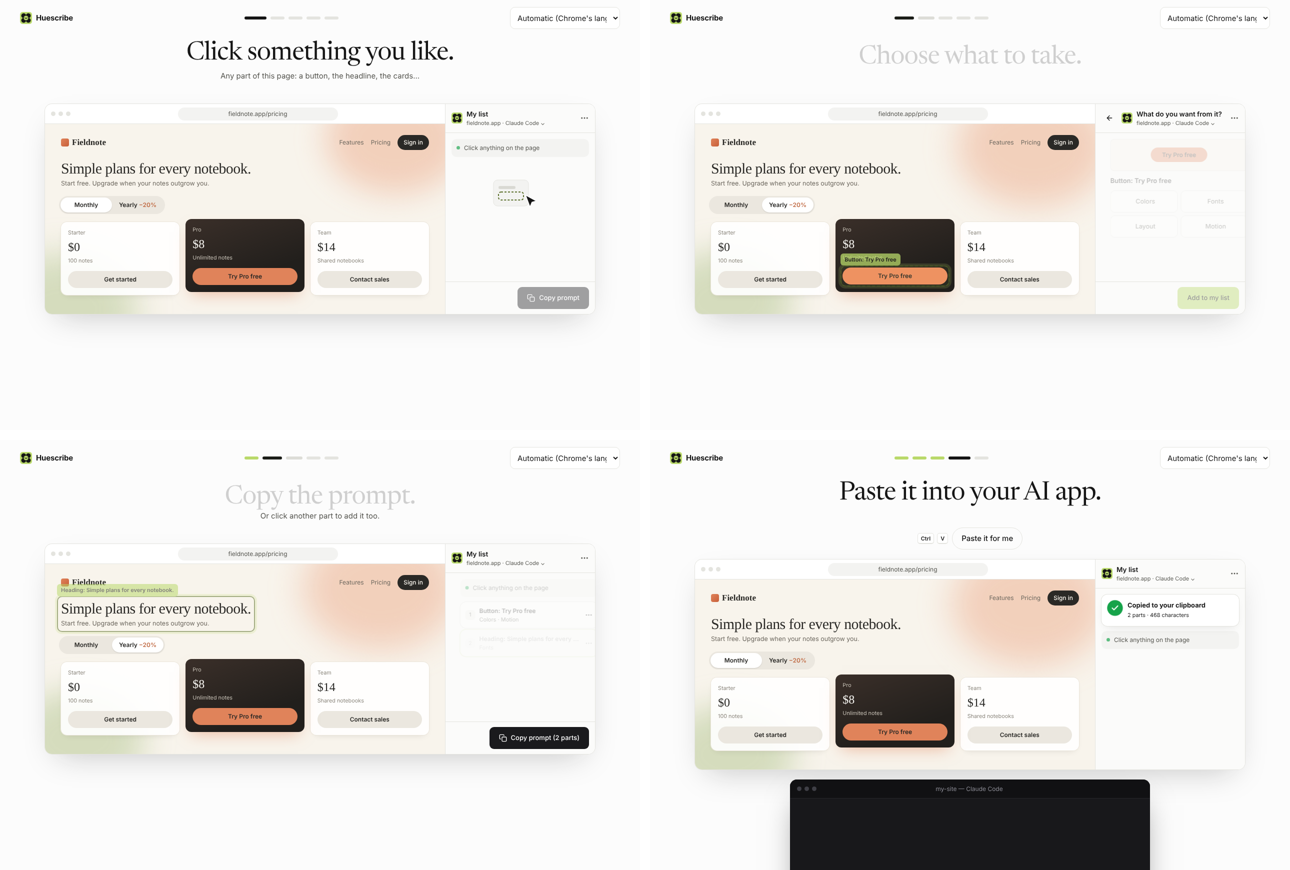 Huescribe
Automatic (Chrome's lang
Click something you like.
Any part of this page: a button, the headline, the cards...
fieldnote.app/pricing
My list
fieldnote.app · Claude Code
Fieldnote
Features Pricing Sign in
Click anything on the page
Simple plans for every notebook.
Start free. Upgrade when your notes outgrow you.
Monthly Yearly −20%
Starter
$0
100 notes
Get started
Pro
$8
Unlimited notes
Try Pro free
Team
$14
Shared notebooks
Contact sales
Copy prompt
Huescribe
Automatic (Chrome's lang
Choose what to take.
fieldnote.app/pricing
What do you want from it?
fieldnote.app · Claude Code
Fieldnote
Features Pricing Sign in
Try Pro free
Simple plans for every notebook.
Start free. Upgrade when your notes outgrow you.
Button: Try Pro free
Colors Fonts
Layout Motion
Monthly Yearly −20%
Starter
$0
100 notes
Get started
Pro
$8
Button: Try Pro free
Try Pro free
Team
$14
Shared notebooks
Contact sales
Add to my list
Huescribe
Automatic (Chrome's lang
Copy the prompt.
Or click another part to add it too.
fieldnote.app/pricing
My list
fieldnote.app · Claude Code
Fieldnote
Features Pricing Sign in
Heading: Simple plans for every notebook.
Click anything on the page
Simple plans for every notebook.
Start free. Upgrade when your notes outgrow you.
1 Button: Try Pro free
Colors · Motion
Heading: Simple plans for every
Monthly Yearly −20%
Starter
$0
100 notes
Get started
Pro
$8
Unlimited notes
Try Pro free
Team
$14
Shared notebooks
Contact sales
Copy prompt (2 parts)
Huescribe
Automatic (Chrome's lang
Paste it into your AI app.
Ctrl V Paste it for me
fieldnote.app/pricing
My list
fieldnote.app · Claude Code
Fieldnote
Features Pricing Sign in
Copied to your clipboard
2 parts · 468 characters
Click anything on the page
Simple plans for every notebook.
Start free. Upgrade when your notes outgrow you.
Monthly Yearly −20%
Starter
$0
100 notes
Get started
Pro
$8
Unlimited notes
Try Pro free
Team
$14
Shared notebooks
Contact sales
my-site — Claude Code